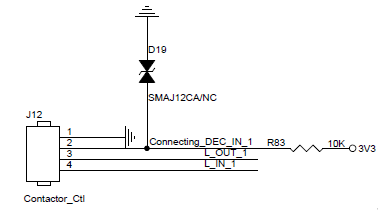 D19
SMAJ12CA/NC
J12
1
2
3
4
Connecting_DEC_IN_1
R83
10K
3V3
L_OUT_1
L_IN_1
Contactor_Ctl